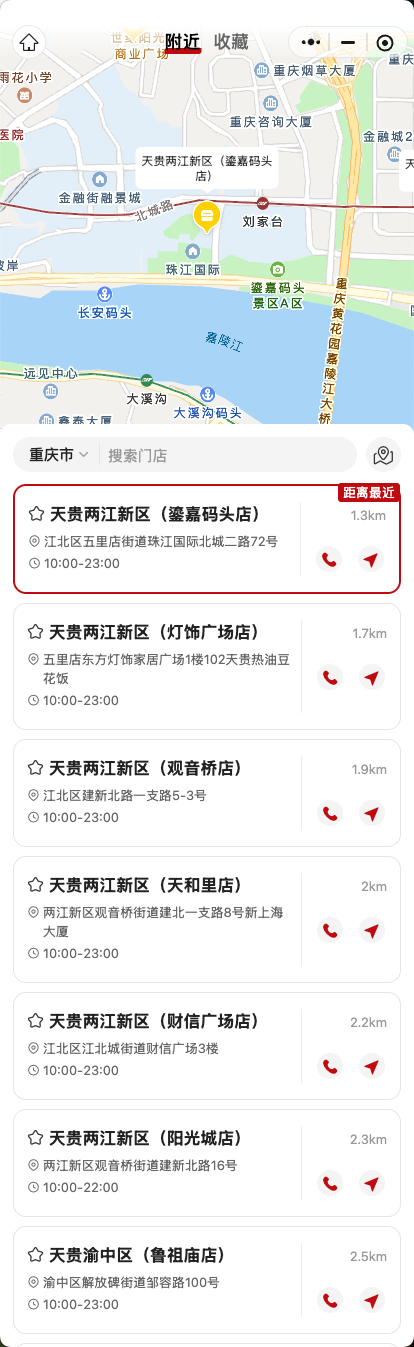 附近 收藏
商业广场
雨花小学
重庆烟草大厦
重庆咨询大厦
医院
金融城2
天贵两江新区（鎏嘉码头
店）
金融街融景城
北城路
刘家台
珠江国际
鎏嘉码头
景区A区
长安码头
嘉陵江
重庆黄花园嘉陵江大桥
远见中心
大溪沟
大溪沟码头
鑫泰大厦
重庆市 搜索门店
距离最近
天贵两江新区（鎏嘉码头店）
1.3km
江北区五里店街道珠江国际北城二路72号
10:00-23:00
天贵两江新区（灯饰广场店）
1.7km
五里店东方灯饰家居广场1楼102天贵热油豆
花饭
10:00-23:00
天贵两江新区（观音桥店）
1.9km
江北区建新北路一支路5-3号
10:00-23:00
天贵两江新区（天和里店）
2km
两江新区观音桥街道建北一支路8号新上海
大厦
10:00-23:00
天贵两江新区（财信广场店）
2.2km
江北区江北城街道财信广场3楼
10:00-23:00
天贵两江新区（阳光城店）
2.3km
两江新区观音桥街道建新北路16号
10:00-22:00
天贵渝中区（鲁祖庙店）
2.5km
渝中区解放碑街道邹容路100号
10:00-23:00